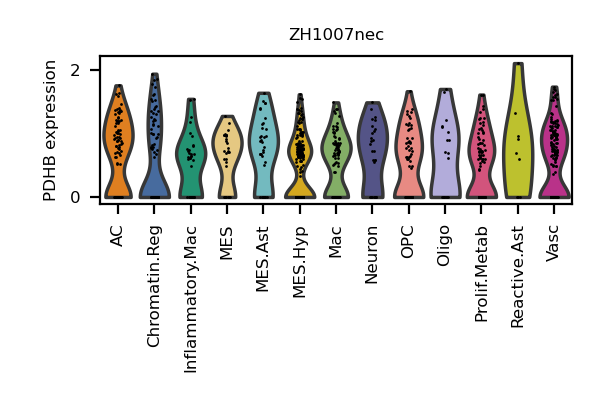 ZH1007nec
PDHB expression
2
0
AC
Chromatin.Reg
Inflammatory.Mac
MES
MES.Ast
MES.Hyp
Mac
Neuron
OPC
Oligo
Prolif.Metab
Reactive.Ast
Vasc